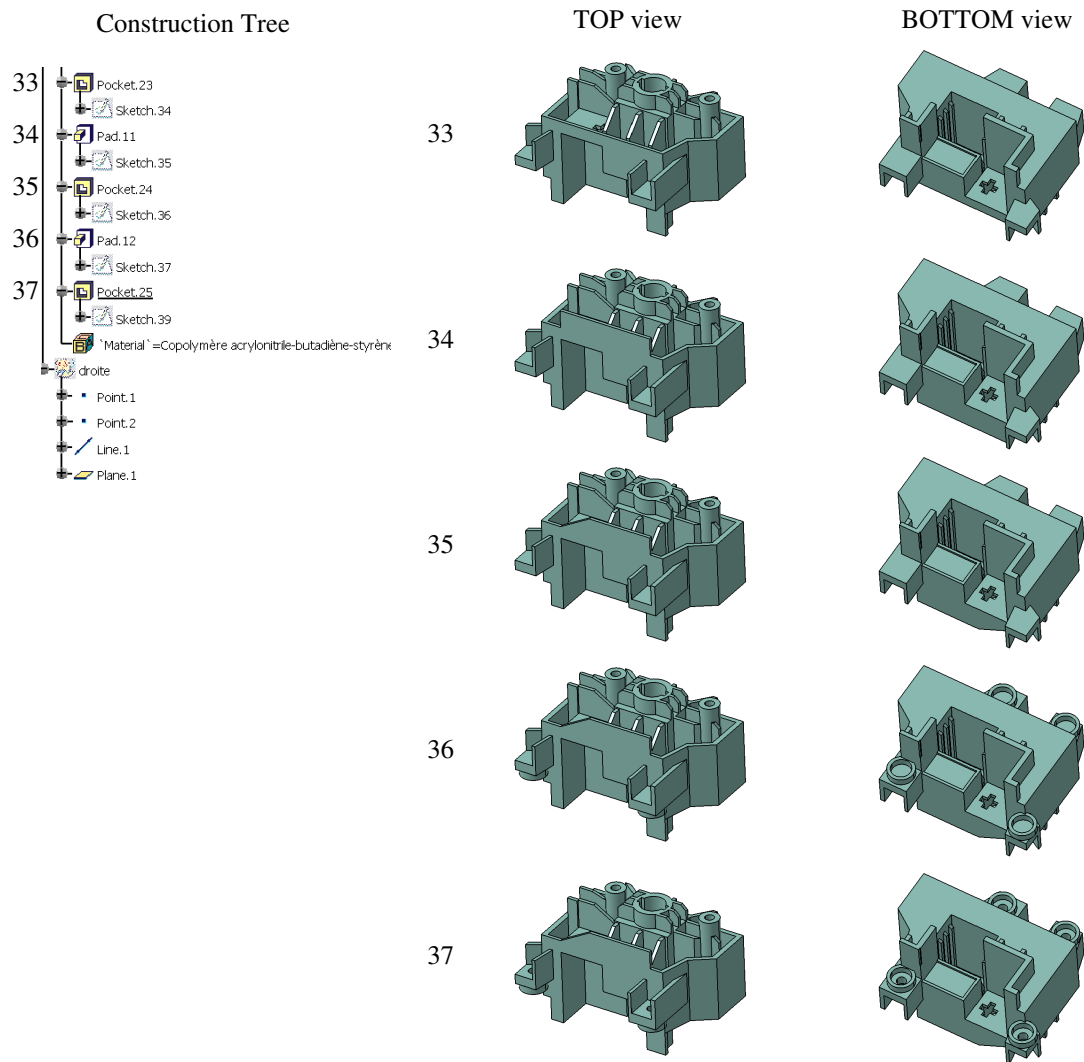 Construction Tree
TOP view
BOTTOM view
33
Pocket.23
Sketch.34
34
Pad.11
Sketch.35
35
Pocket.24
Sketch.36
36
Pad.12
Sketch.37
37
Pocket.25
Sketch.39
`Material`=Copolymère acrylonitrile-butadiène-styrène
droite
Point.1
Point.2
Line.1
Plane.1
33
34
35
36
37